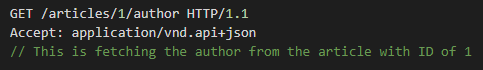 GET /articles/1/author HTTP/1.1
Accept: application/vnd.api+json
// This is fetching the author from the article with ID of 1